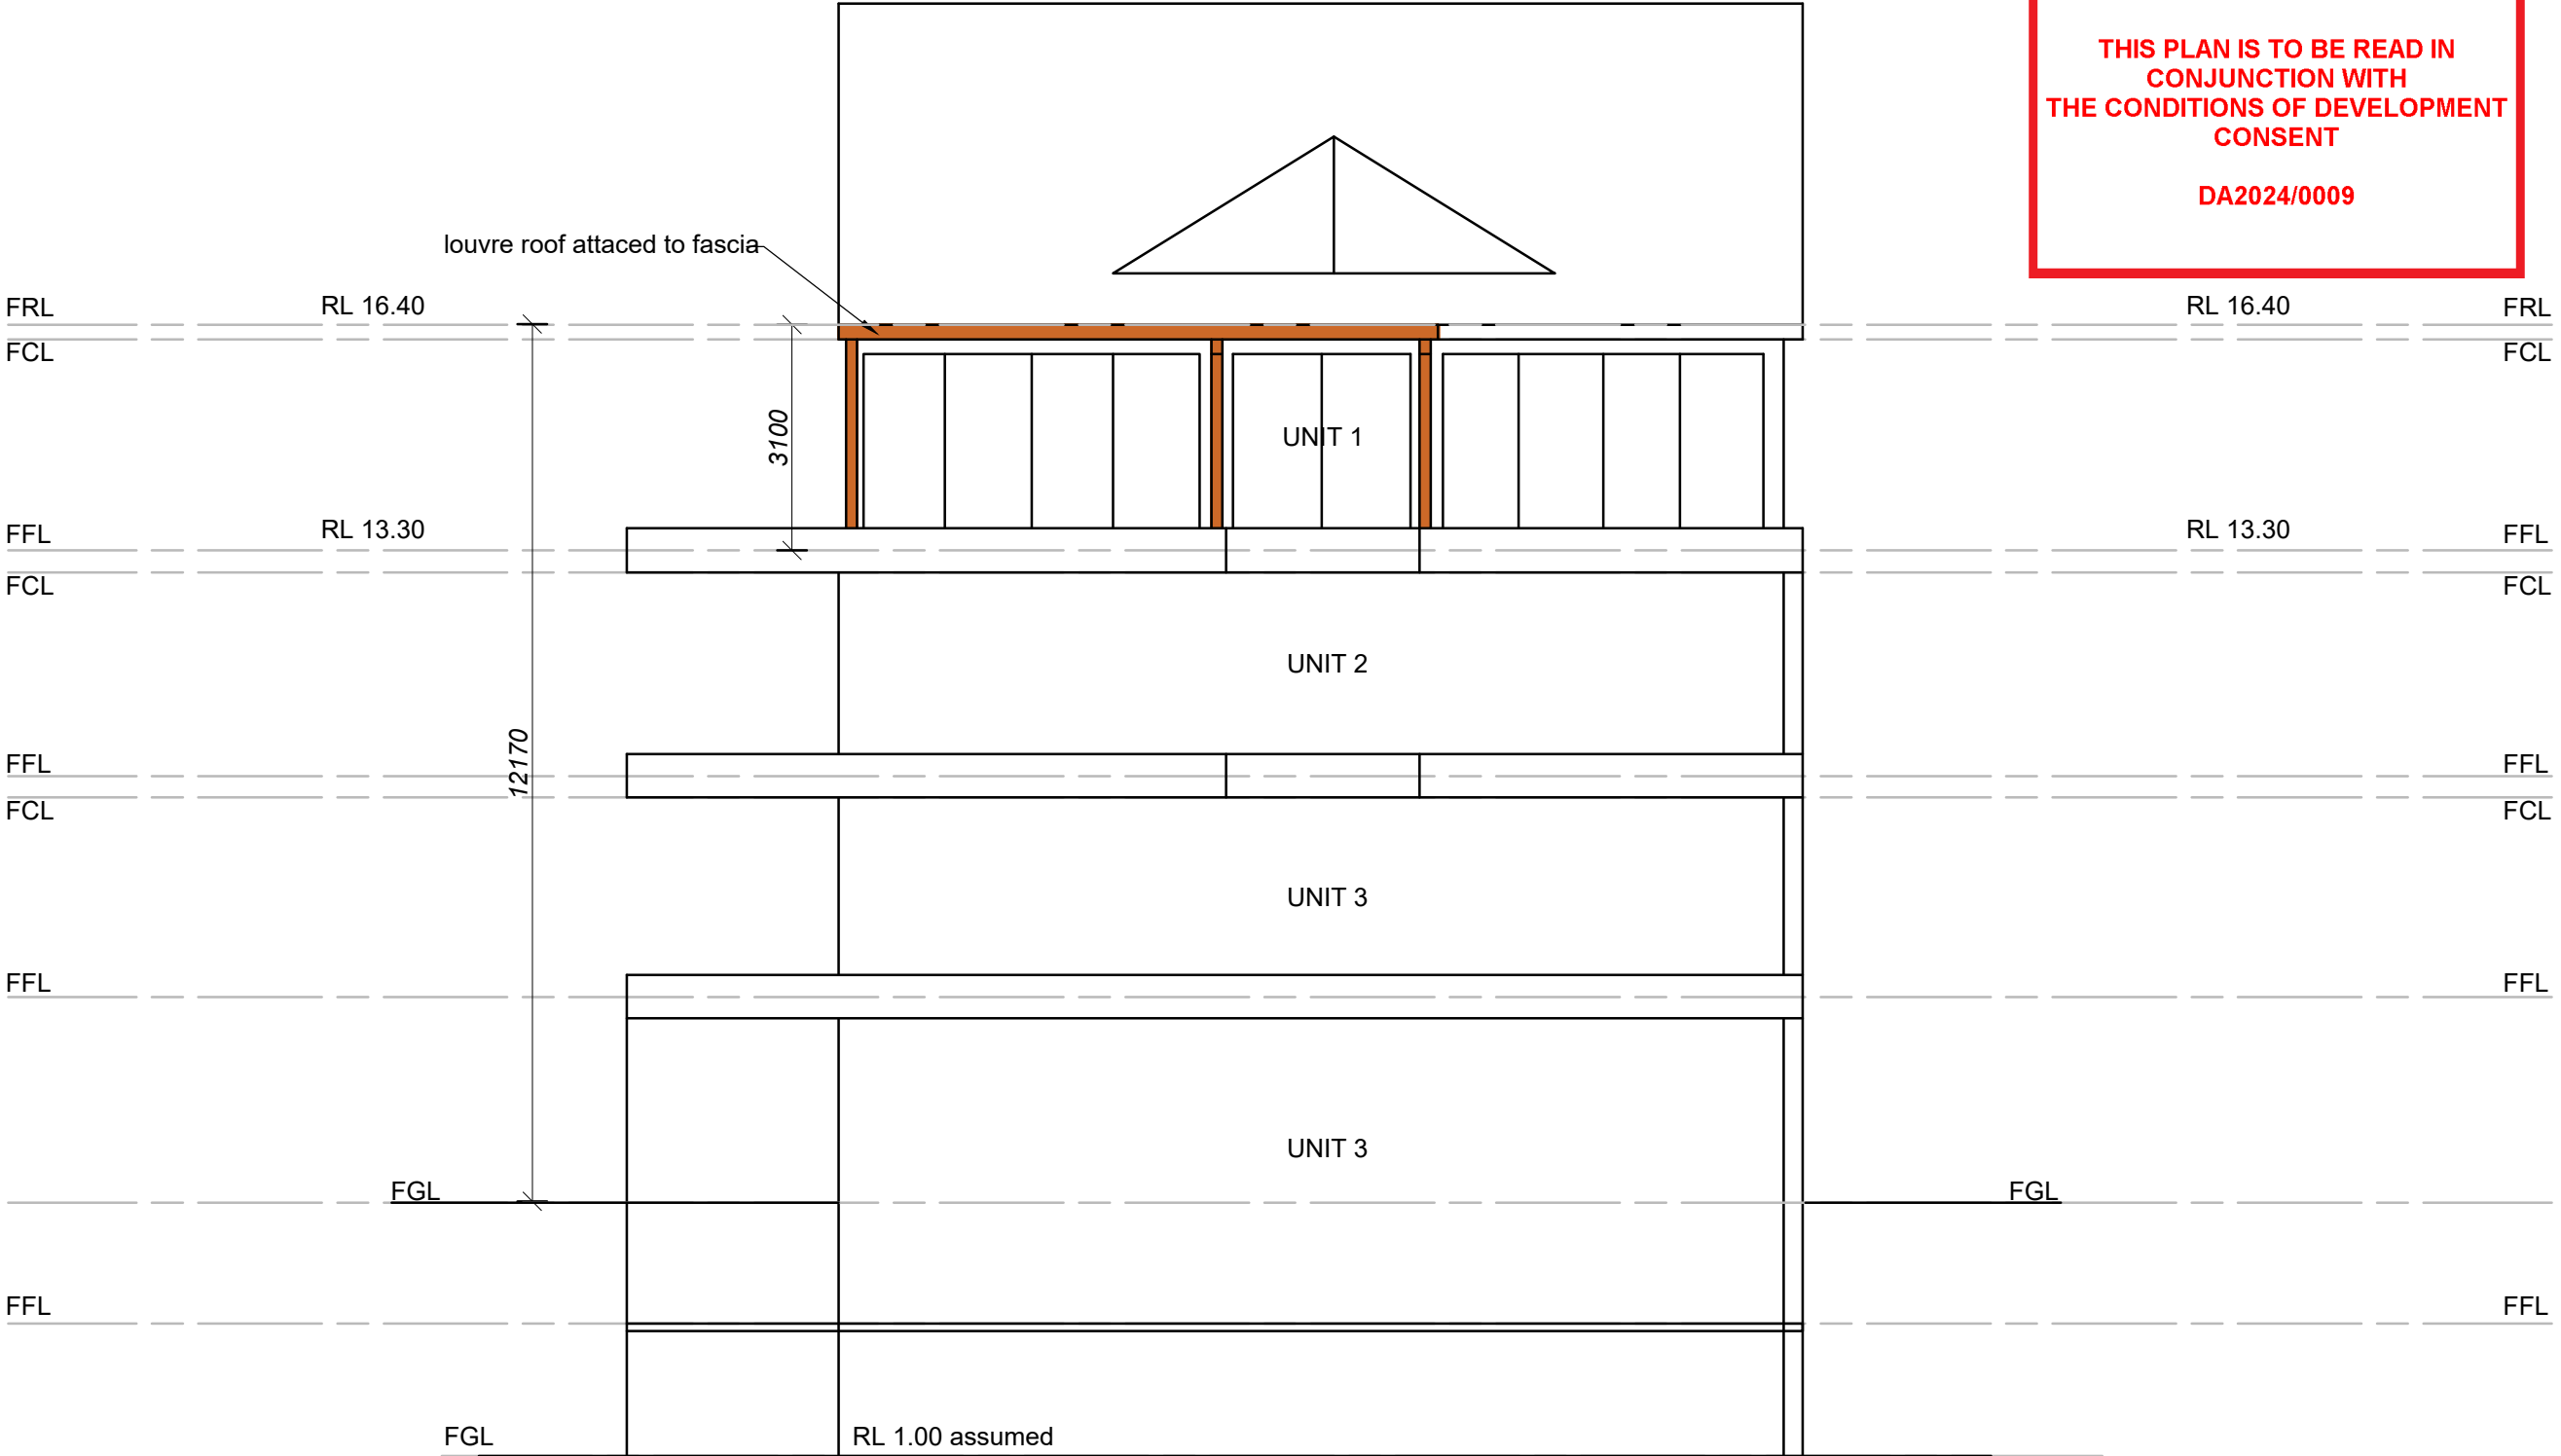 THIS PLAN IS TO BE READ IN
CONJUNCTION WITH
THE CONDITIONS OF DEVELOPMENT
CONSENT
DA2024/0009
louvre roof attaced to fascia
FRL RL 16.40 RL 16.40 FRL
FCL FCL
3100
UNIT 1
FFL RL 13.30 RL 13.30 FFL
FCL FCL
UNIT 2
12170
FFL FFL
FCL FCL
UNIT 3
FFL FFL
UNIT 3
FGL FGL
FFL FFL
FGL RL 1.00 assumed